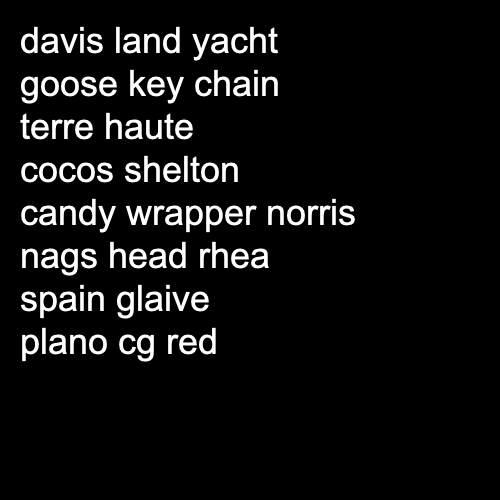 davis land yacht
goose key chain
terre haute
cocos shelton
candy wrapper norris
nags head rhea
spain glaive
plano cg red